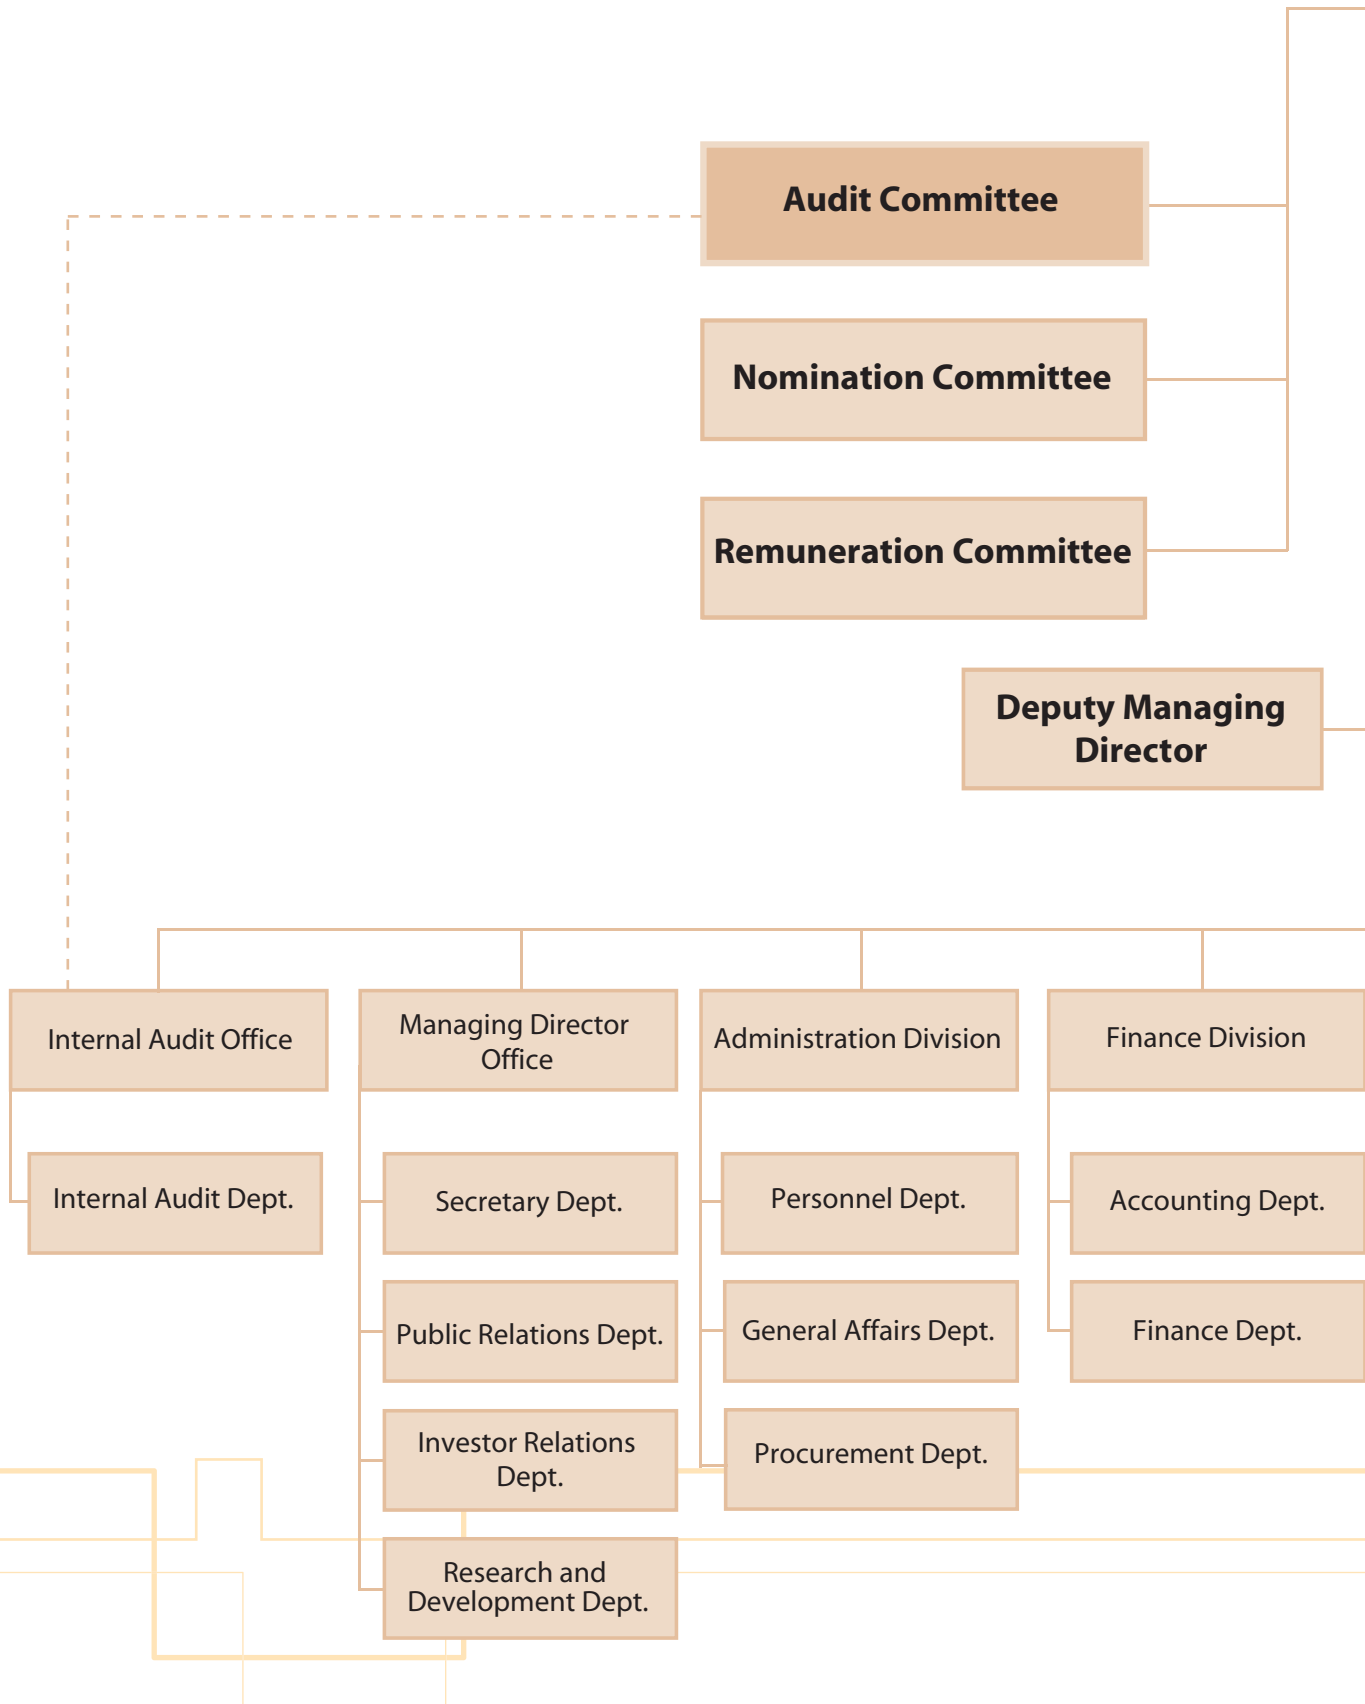 Audit Committee
Nomination Committee
Remuneration Committee
Deputy Managing
Director
Internal Audit Office
Managing Director
Office
Administration Division
Finance Division
Internal Audit Dept.
Secretary Dept.
Personnel Dept.
Accounting Dept.
Public Relations Dept.
General Affairs Dept.
Finance Dept.
Investor Relations
Dept.
Procurement Dept.
Research and
Development Dept.